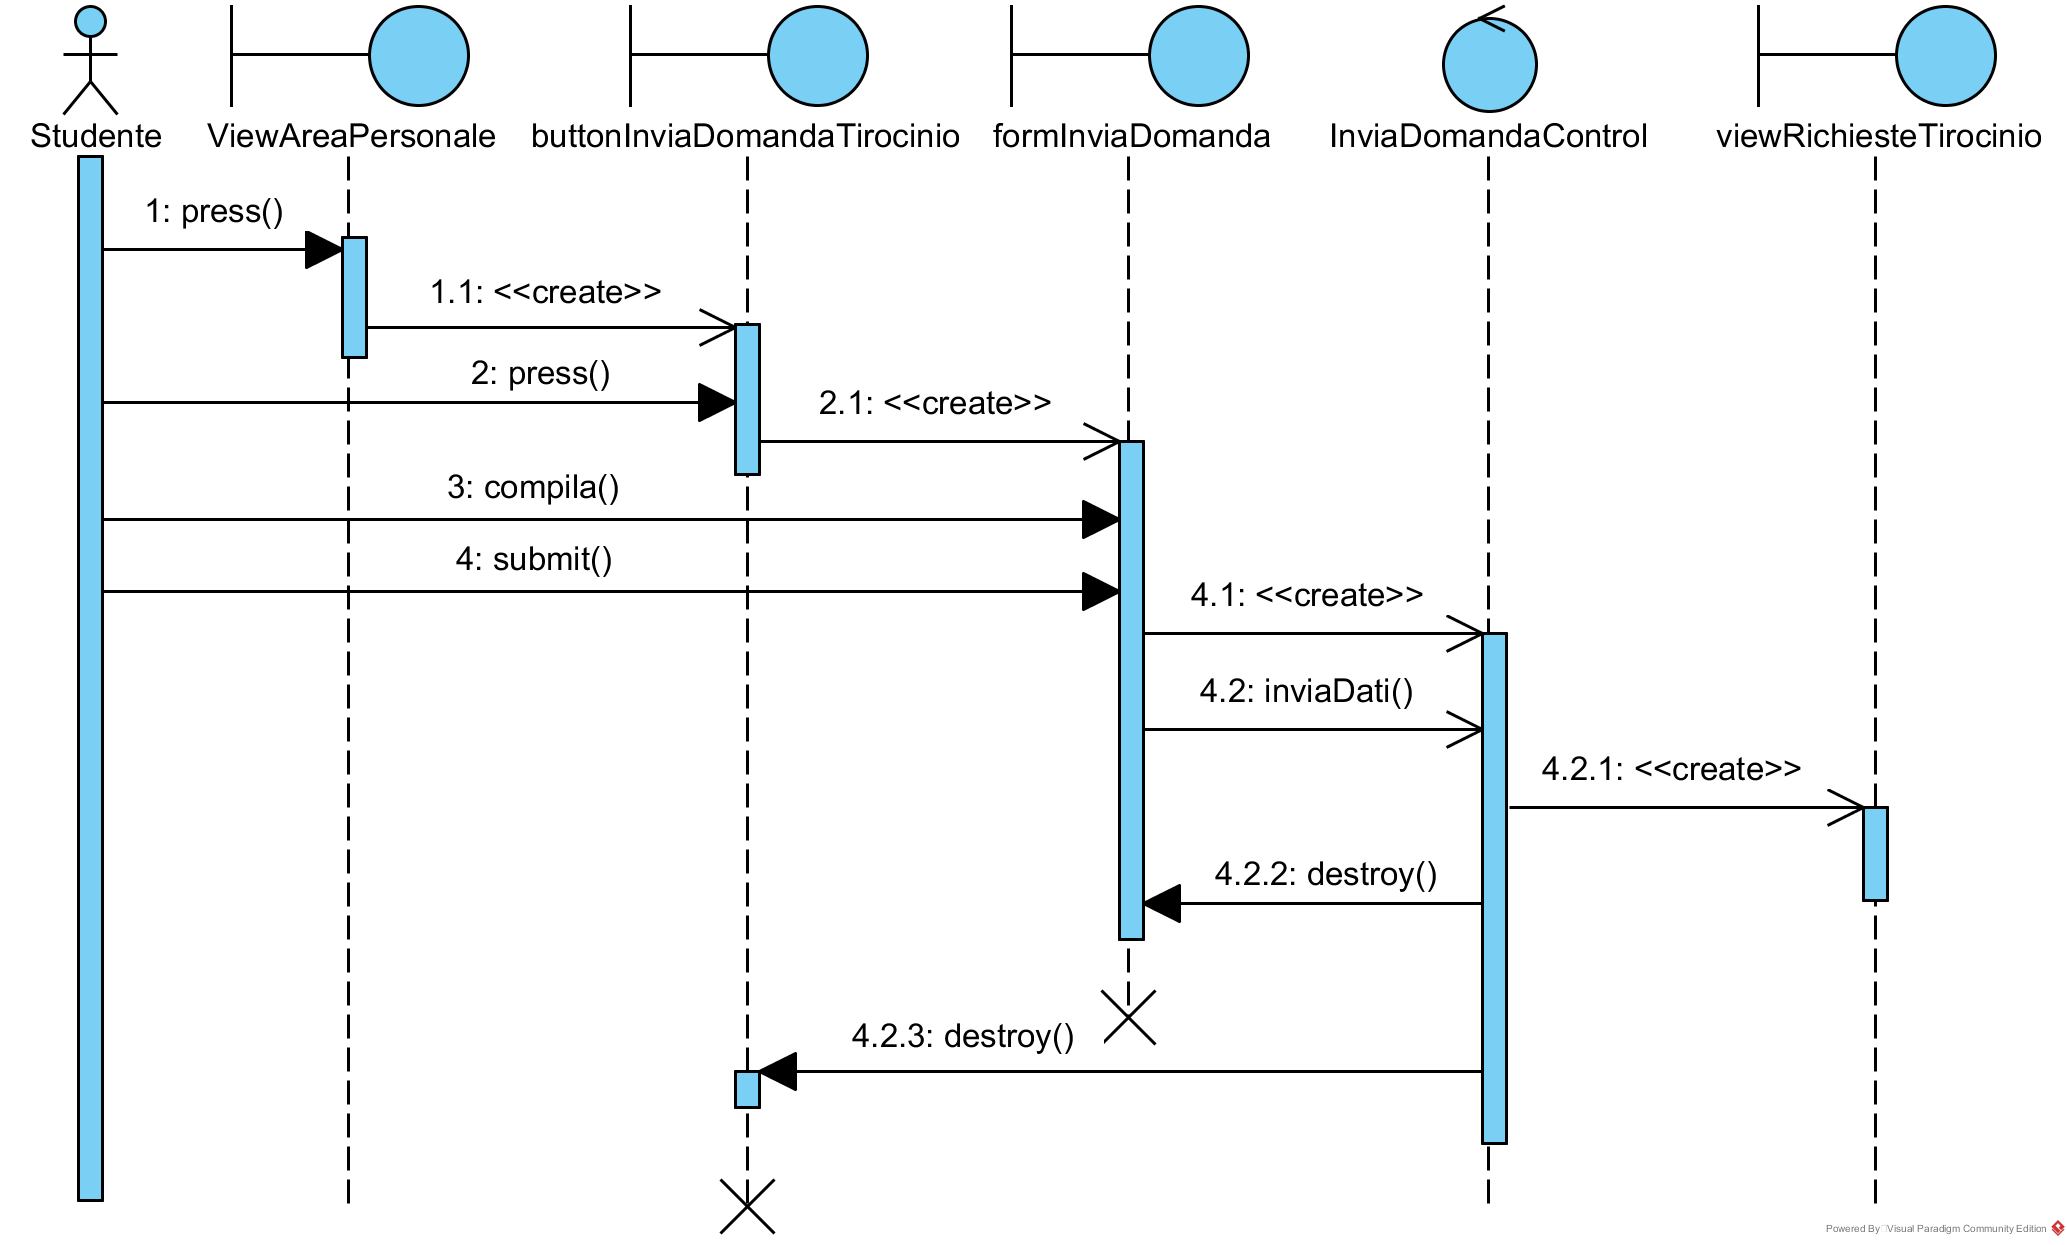 Studente
ViewAreaPersonale
buttonInviaDomandaTirocinio
formInviaDomanda
InviaDomandaControl
viewRichiesteTirocinio
1: press()
1.1: <<create>>
2: press()
2.1: <<create>>
3: compila()
4: submit()
4.1: <<create>>
4.2: inviaDati()
4.2.1: <<create>>
4.2.2: destroy()
4.2.3: destroy()
Powered By Visual Paradigm Community Edition